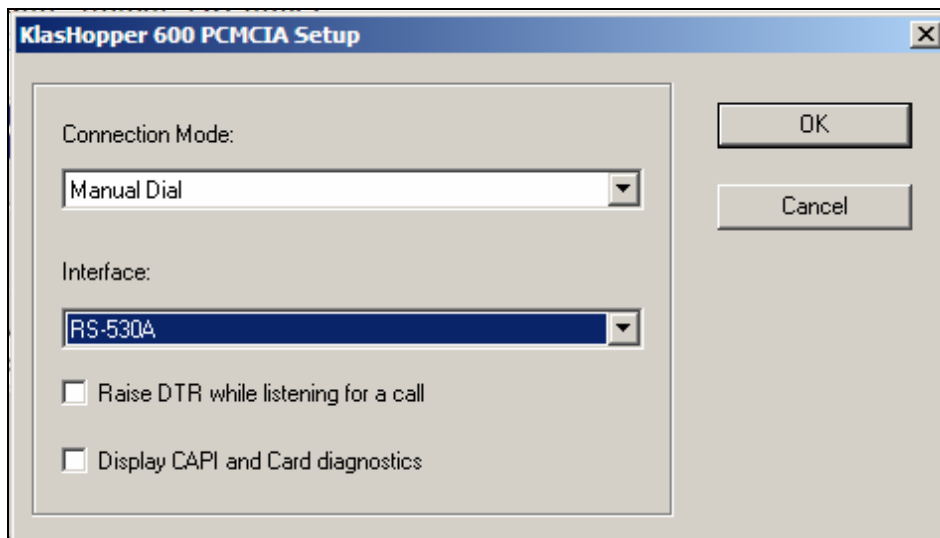 KlasHopper 600 PCMCIA Setup
Connection Mode:
Manual Dial
Interface:
RS-530A
Raise DTR while listening for a call
Display CAPI and Card diagnostics
OK
Cancel